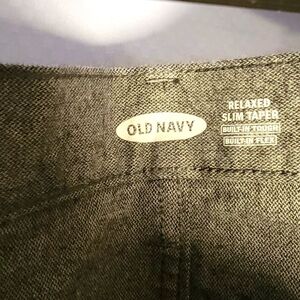 OLD NAVY
RELAXED
SLIM TAPER
BUILT-IN TOUGH
BUILT-IN FLEX